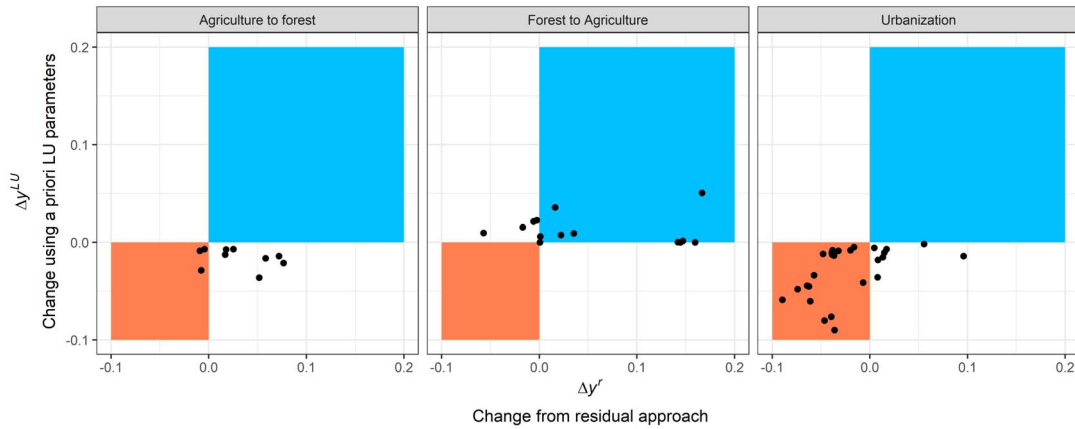 Agriculture to forest
Forest to Agriculture
Urbanization
Δy^LU
Change using a priori LU parameters
0.2
0.1
0.0
-0.1
-0.1 0.0 0.1 0.2
-0.1 0.0 0.1 0.2
-0.1 0.0 0.1 0.2
Δy^r
Change from residual approach